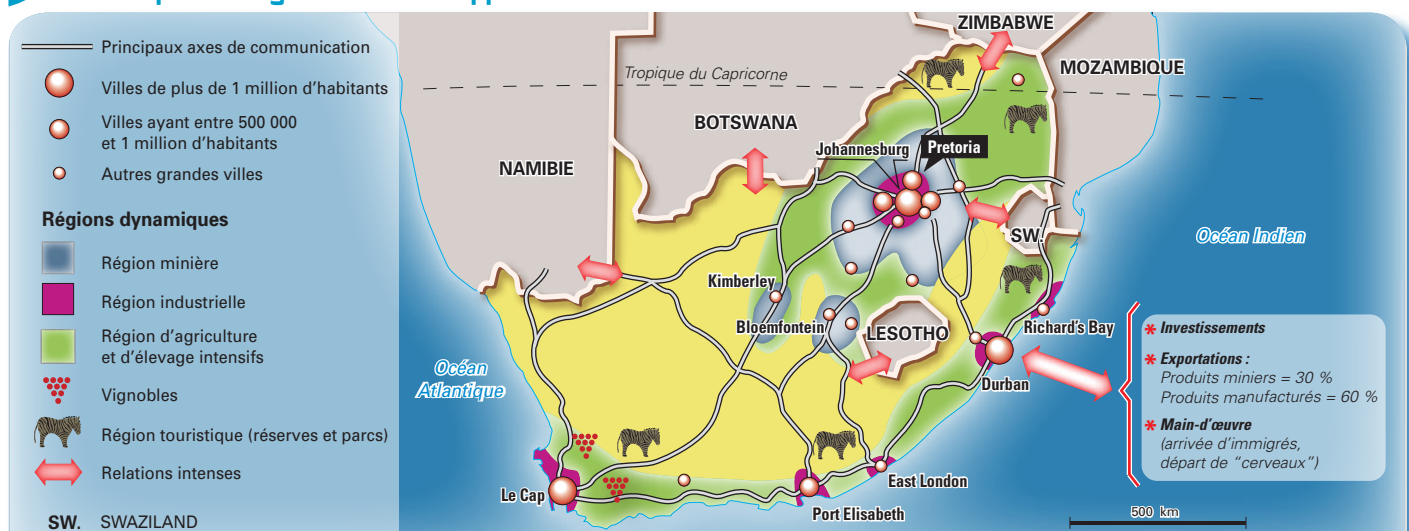 Principaux axes de communication
Villes de plus de 1 million d'habitants
Villes ayant entre 500 000
et 1 million d'habitants
Autres grandes villes
Régions dynamiques
Région minière
Région industrielle
Région d'agriculture
et d'élevage intensifs
Vignobles
Région touristique (réserves et parcs)
Relations intenses
SW. SWAZILAND
ZIMBABWE
MOZAMBIQUE
Tropique du Capricorne
BOTSWANA
NAMIBIE
Johannesburg
Pretoria
SW.
Océan Indien
Kimberley
Bloemfontein
LESOTHO
Richard's Bay
Durban
Océan
Atlantique
East London
Le Cap
Port Elisabeth
* Investissements
* Exportations :
Produits miniers = 30 %
Produits manufacturés = 60 %
* Main-d'œuvre
(arrivée d'immigrés,
départ de "cerveaux")
500 km